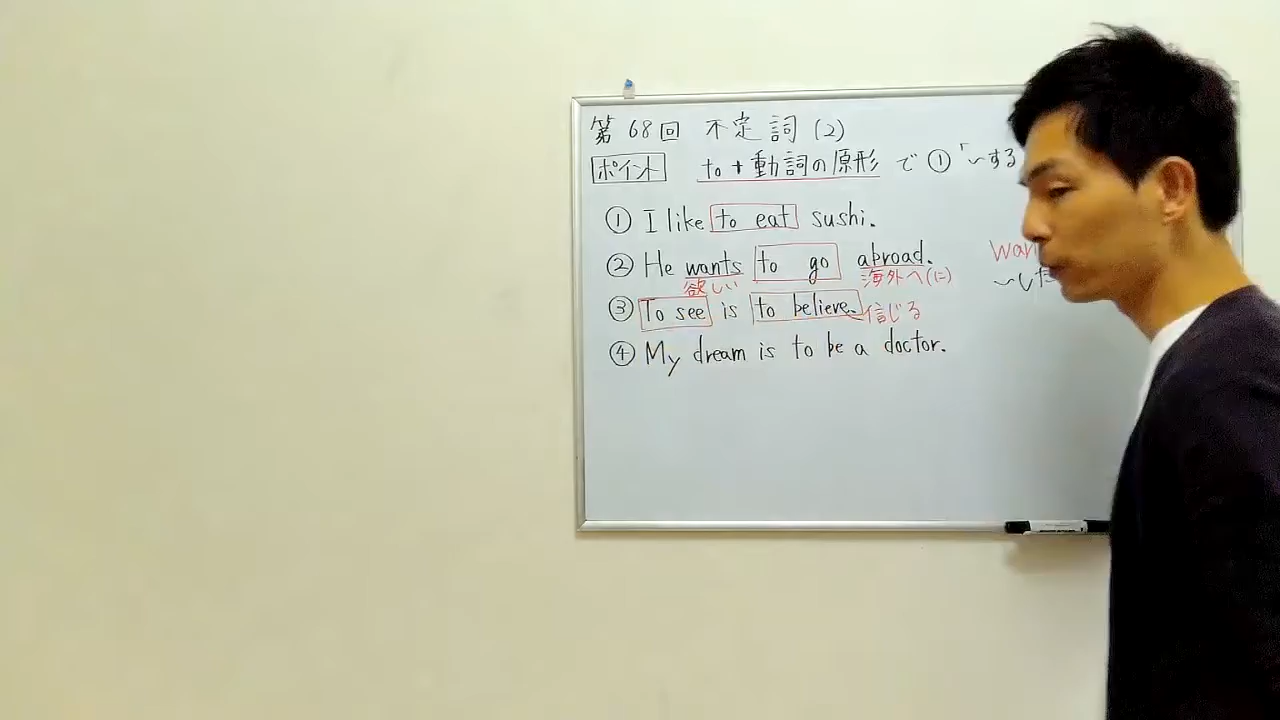 第68回 不定詞(2)
ポイント to+動詞の原形で①「〜する
① I like to eat sushi.
② He wants to go abroad.
欲しい 海外へ(に) 〜した
③ To see is to believe. 信じる
④ My dream is to be a doctor.